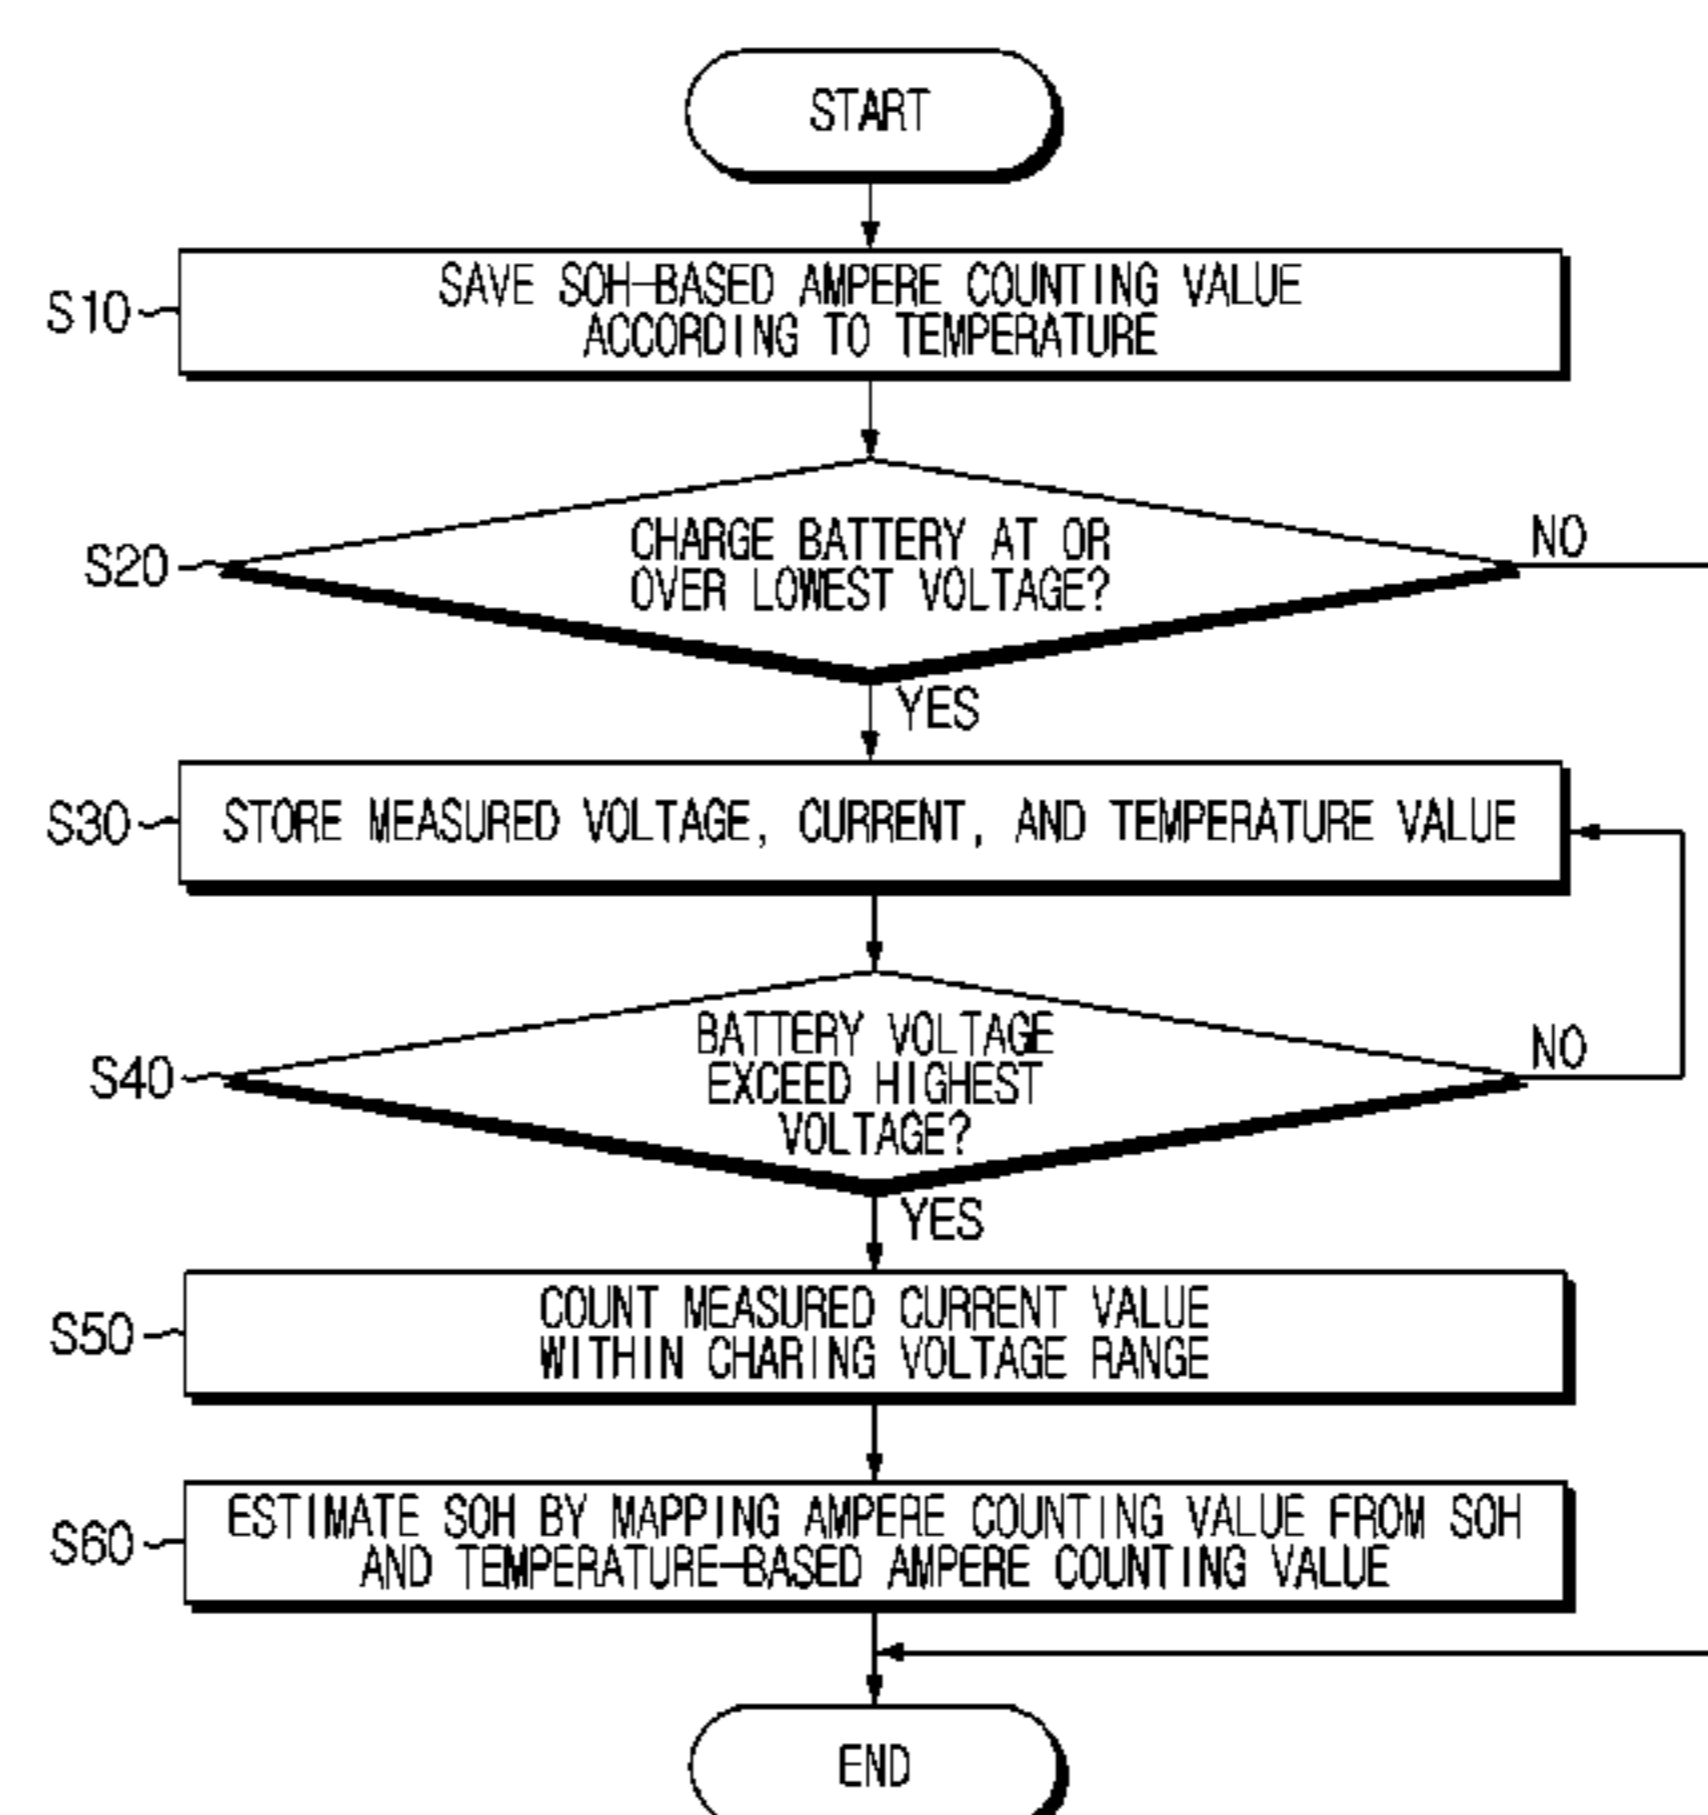 START
S10
SAVE SOH-BASED AMPERE COUNTING VALUE
ACCORDING TO TEMPERATURE
S20
CHARGE BATTERY AT OR
OVER LOWEST VOLTAGE?
NO
YES
S30
STORE MEASURED VOLTAGE, CURRENT, AND TEMPERATURE VALUE
S40
BATTERY VOLTAGE
EXCEED HIGHEST
VOLTAGE?
NO
YES
S50
COUNT MEASURED CURRENT VALUE
WITHIN CHARING VOLTAGE RANGE
S60
ESTIMATE SOH BY MAPPING AMPERE COUNTING VALUE FROM SOH
AND TEMPERATURE-BASED AMPERE COUNTING VALUE
END